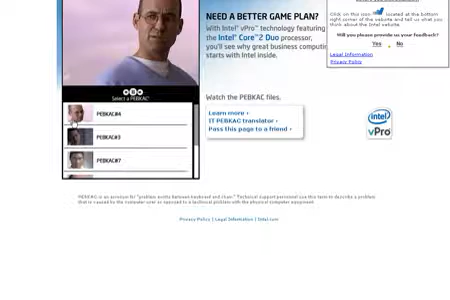 NEED A BETTER GAME PLAN?
With Intel® vPro™ technology featuring
the Intel® Core™2 Duo processor,
you'll see why great business computin
starts with Intel inside.
Click on this icon located at the bottom
right corner of the website and tell us what you
think about the Intel site.
Will you please provide us your feedback?
Yes No
Legal Information
Privacy Policy
Select a PEBKAC
PEBKAC#4
PEBKAC#3
PEBKAC#7
Watch the PEBKAC files.
Learn more ›
IT PEBKAC translator ›
Pass this page to a friend ›
intel
vPro
PEBKAC is an acronym for "problem exists between keyboard and chair." Technical support personnel use this term to describe a problem
that is caused by the computer user as opposed to a technical problem with the physical computer equipment.
Privacy Policy | Legal Information | Intel.com